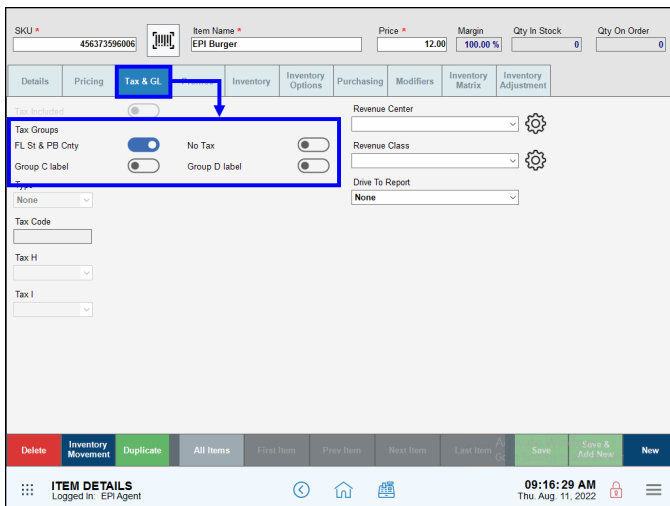 SKU * Item Name * Price * Margin Qty In Stock Qty On Order
456373596006 EPI Burger 12.00 100.00 % 0 0
Details Pricing Tax & GL Inventory Inventory Options Purchasing Modifiers Inventory Matrix Inventory Adjustment
Tax Included Revenue Center
Tax Groups
FL St & PB Cnty No Tax Revenue Class
Group C label Group D label
Type Drive To Report
None None
Tax Code
Tax H
Tax I
Delete Inventory Movement Duplicate All Items First Item Prev Item Next Item Last Item Save Save & Add New New
ITEM DETAILS 09:16:29 AM
Logged In: EPI Agent Thu. Aug. 11, 2022